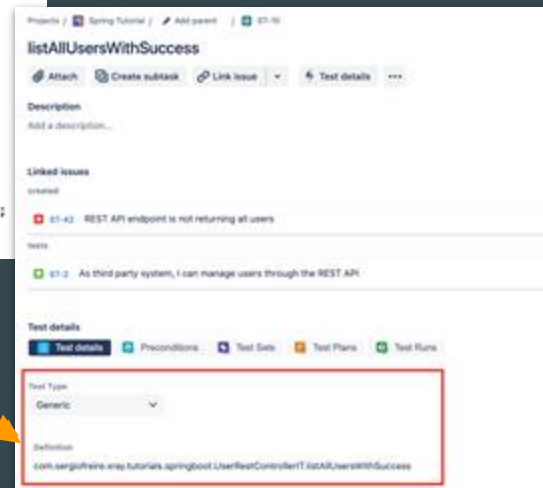 Projects / Spring Tutorial / Add parent / ST-10
listAllUsersWithSuccess
Attach Create subtask Link issue Test details ...
Description
Add a description...
Linked issues
created
ST-42 REST API endpoint is not returning all users
tests
ST-2 As third party system, I can manage users through the REST API
;
Test details
Test details Preconditions Test Sets Test Plans Test Runs
Test Type
Generic
Definition
com.sergiofreire.xray.tutorials.springboot.UserRestControllerIT.listAllUsersWithSuccess